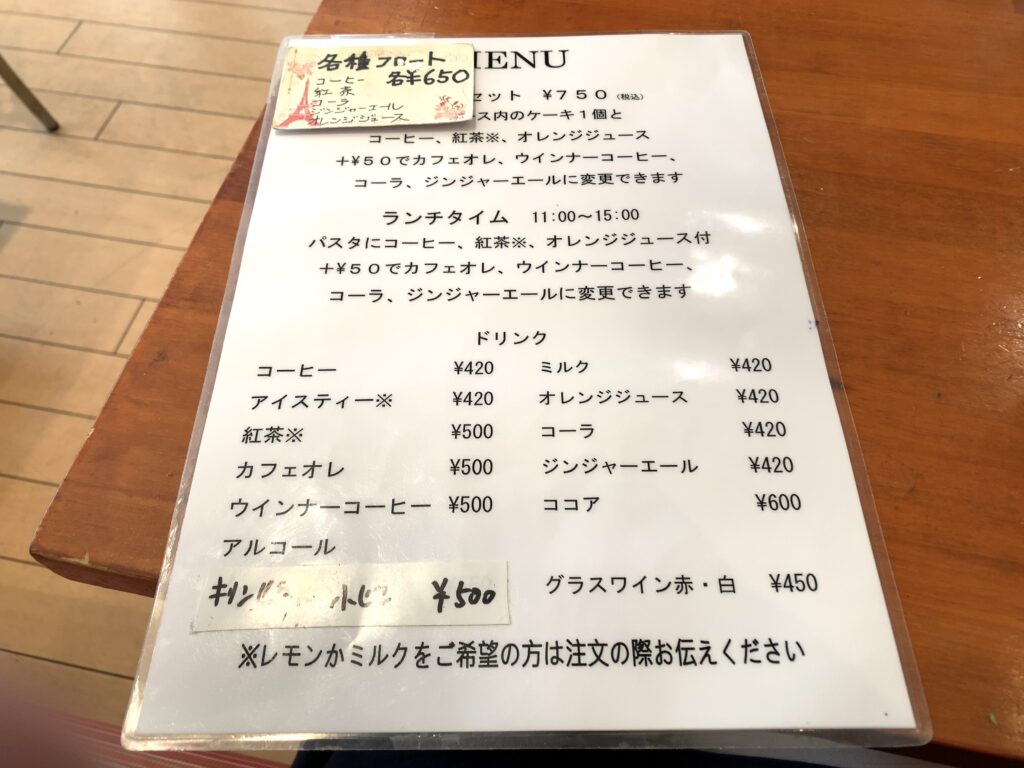 各種フロート
各¥650
コーヒー
紅茶
コーラ
ジンジャーエール
オレンジジュース
MENU
セット ¥750 (税込)
ース内のケーキ1個と
コーヒー、紅茶※、オレンジジュース
+¥50でカフェオレ、ウインナーコーヒー、
コーラ、ジンジャーエールに変更できます
ランチタイム 11:00~15:00
パスタにコーヒー、紅茶※、オレンジジュース付
+¥50でカフェオレ、ウインナーコーヒー、
コーラ、ジンジャーエールに変更できます
ドリンク
コーヒー ¥420 ミルク ¥420
アイスティー※ ¥420 オレンジジュース ¥420
紅茶※ ¥500 コーラ ¥420
カフェオレ ¥500 ジンジャーエール ¥420
ウインナーコーヒー ¥500 ココア ¥600
アルコール
キリン 小ビン ¥500 グラスワイン赤・白 ¥450
※レモンかミルクをご希望の方は注文の際お伝えください